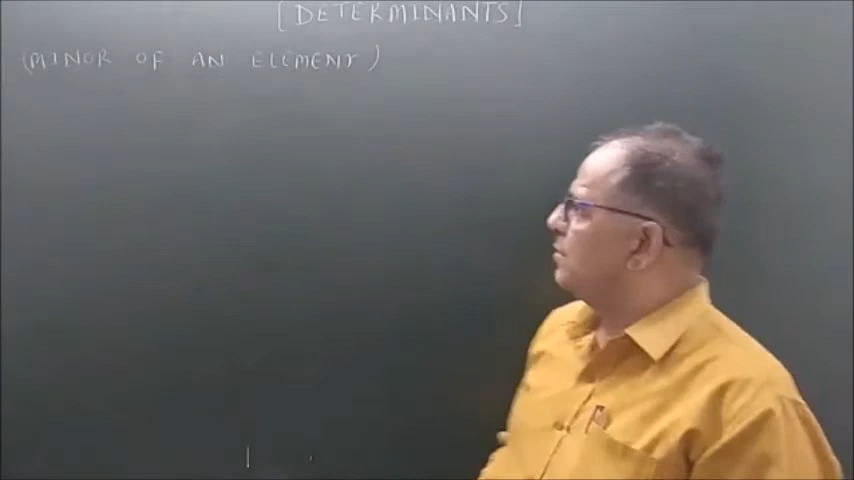 [DETERMINANTS]
(MINOR OF AN ELEMENT)